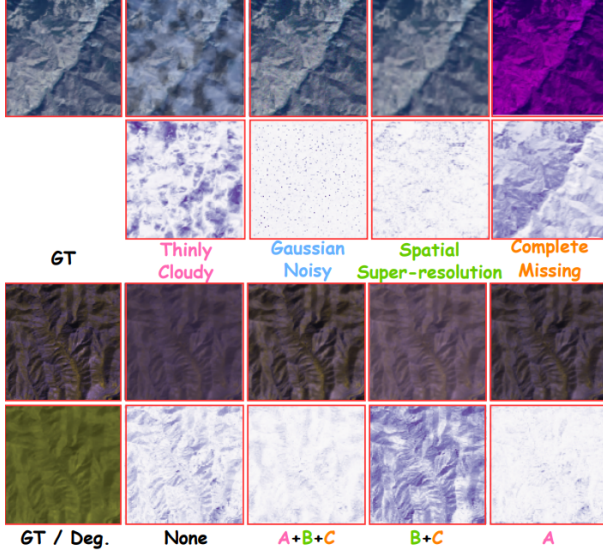 GT
Thinly
Cloudy
Gaussian
Noisy
Spatial
Super-resolution
Complete
Missing
GT / Deg.
None
A+B+C
B+C
A